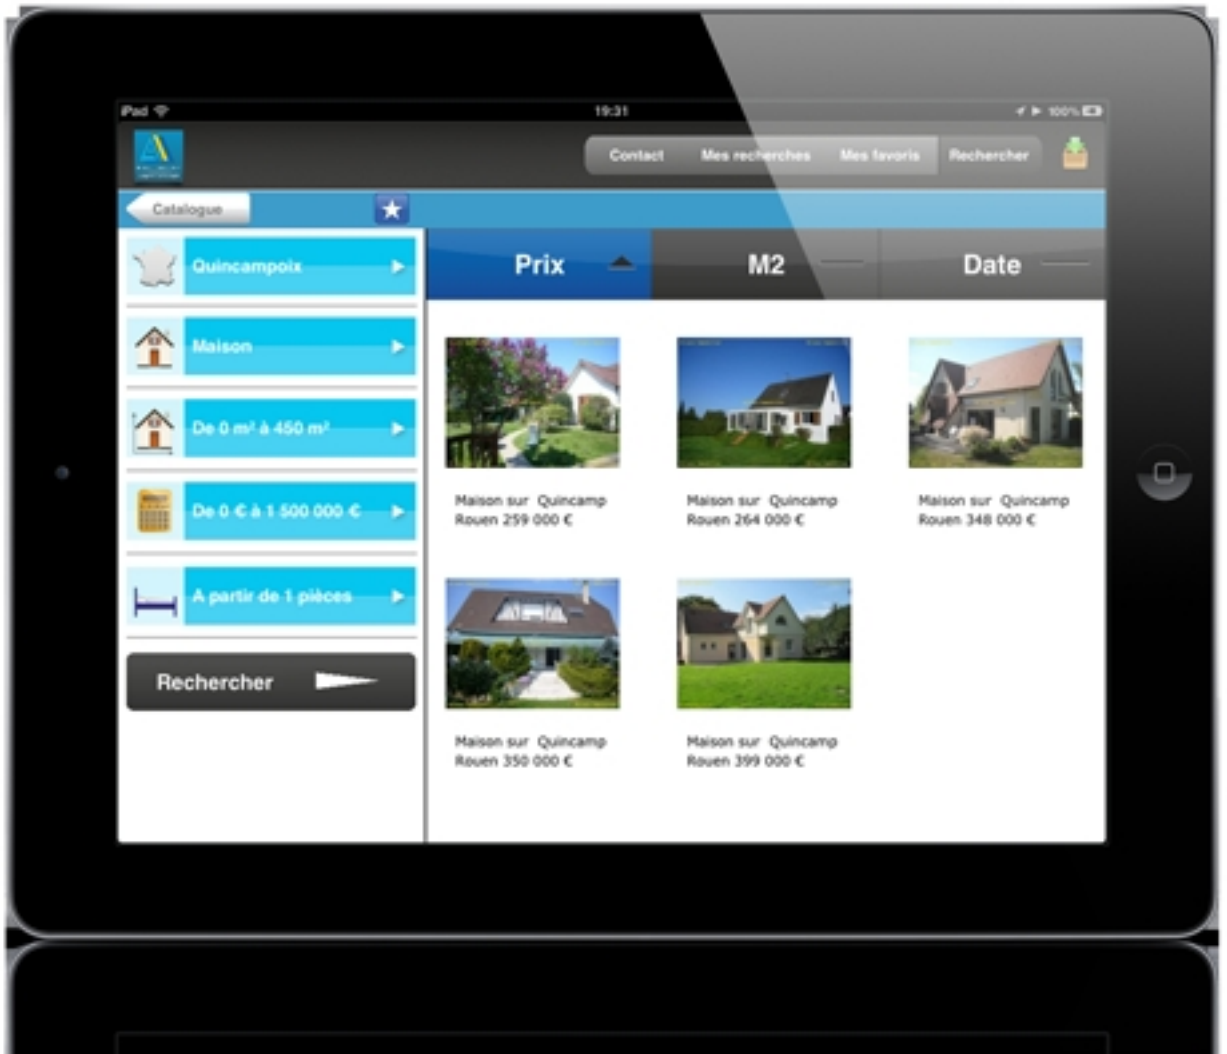 iPad
19:31
100%
Contact
Mes recherches
Mes favoris
Rechercher
Catalogue
Quincampoix
Maison
De 0 m² à 450 m²
De 0 € à 1 500 000 €
A partir de 1 pièces
Rechercher
Prix
M2
Date
Maison sur Quincamp
Rouen 259 000 €
Maison sur Quincamp
Rouen 264 000 €
Maison sur Quincamp
Rouen 348 000 €
Maison sur Quincamp
Rouen 350 000 €
Maison sur Quincamp
Rouen 399 000 €